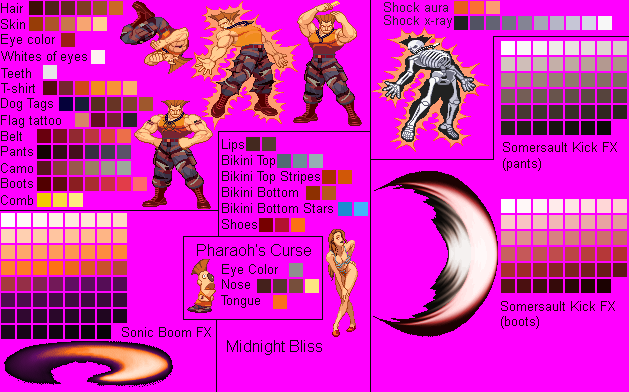 Hair
Skin
Eye color
Whites of eyes
Teeth
T-shirt
Dog Tags
Flag tattoo
Belt
Pants
Camo
Boots
Comb
Shock aura
Shock x-ray
Somersault Kick FX
(pants)
Lips
Bikini Top
Bikini Top Stripes
Bikini Bottom
Bikini Bottom Stars
Shoes
Pharaoh's Curse
Eye Color
Nose
Tongue
Midnight Bliss
Sonic Boom FX
Somersault Kick FX
(boots)